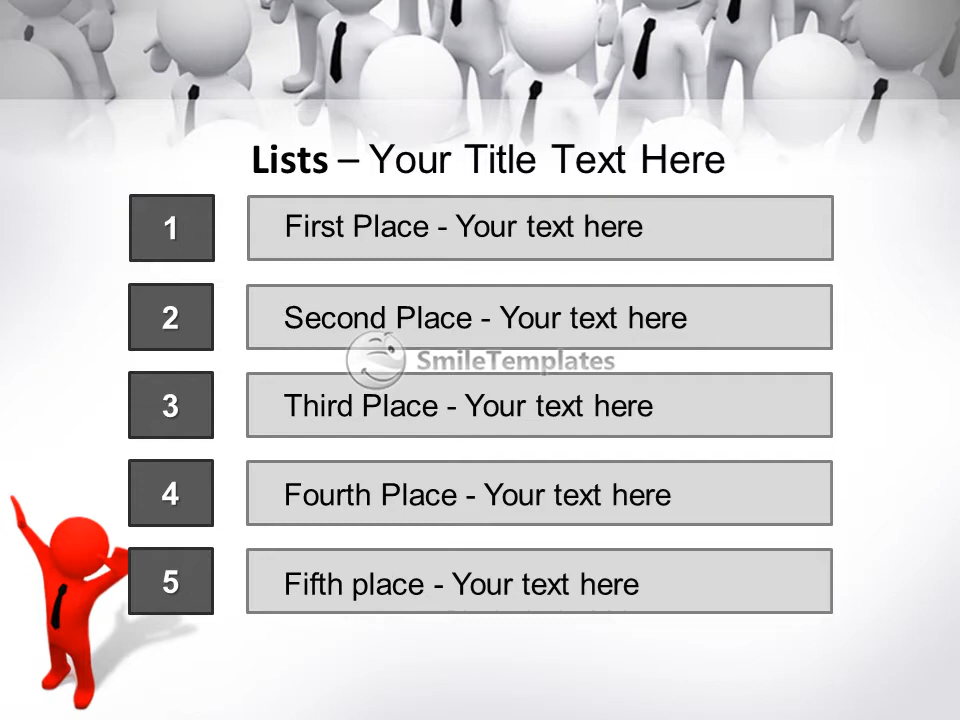 Lists – Your Title Text Here
1 First Place - Your text here
2 Second Place - Your text here
SmileTemplates
3 Third Place - Your text here
4 Fourth Place - Your text here
5 Fifth place - Your text here